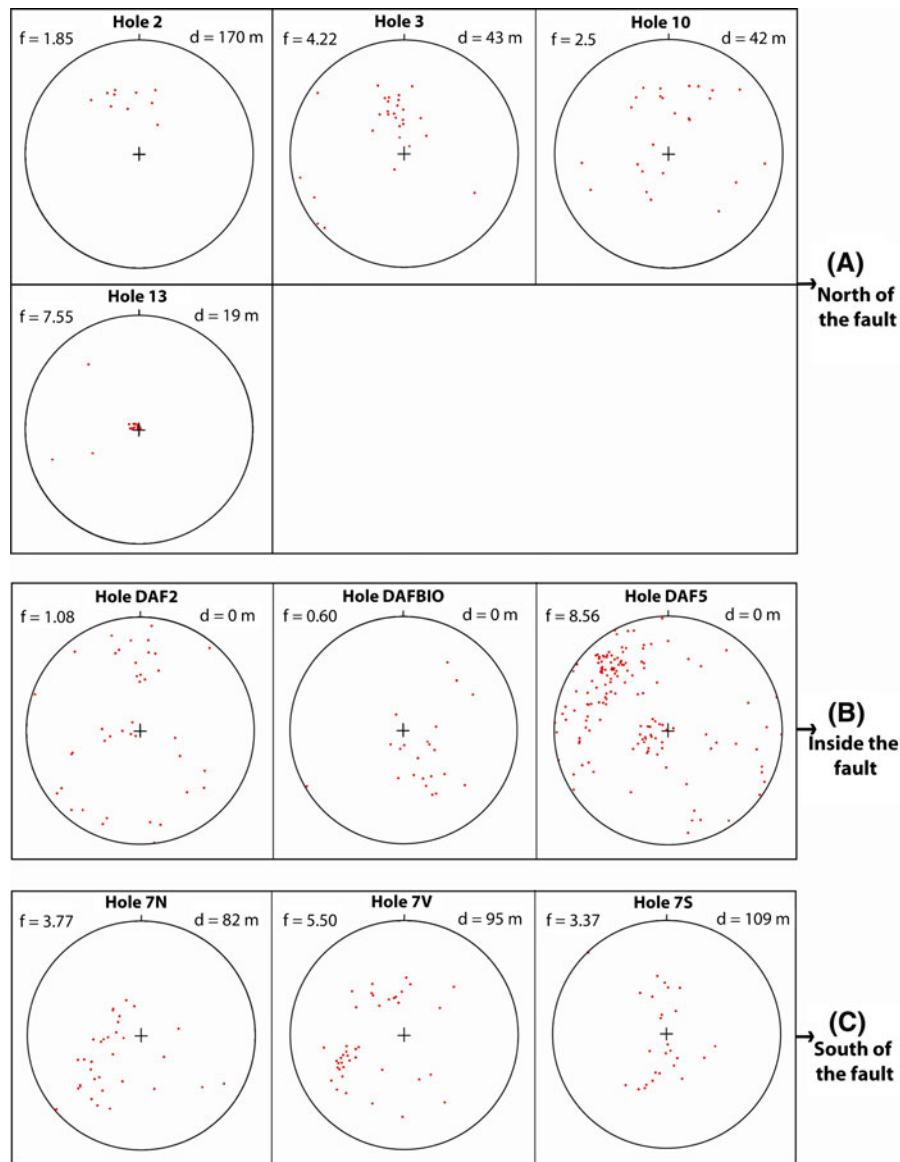 Hole 2
f = 1.85
d = 170 m
Hole 3
f = 4.22
d = 43 m
Hole 10
f = 2.5
d = 42 m
(A)
North of
the fault
Hole 13
f = 7.55
d = 19 m
Hole DAF2
f = 1.08
d = 0 m
Hole DAFBIO
f = 0.60
d = 0 m
Hole DAF5
f = 8.56
d = 0 m
(B)
Inside the
fault
Hole 7N
f = 3.77
d = 82 m
Hole 7V
f = 5.50
d = 95 m
Hole 7S
f = 3.37
d = 109 m
(C)
South of
the fault